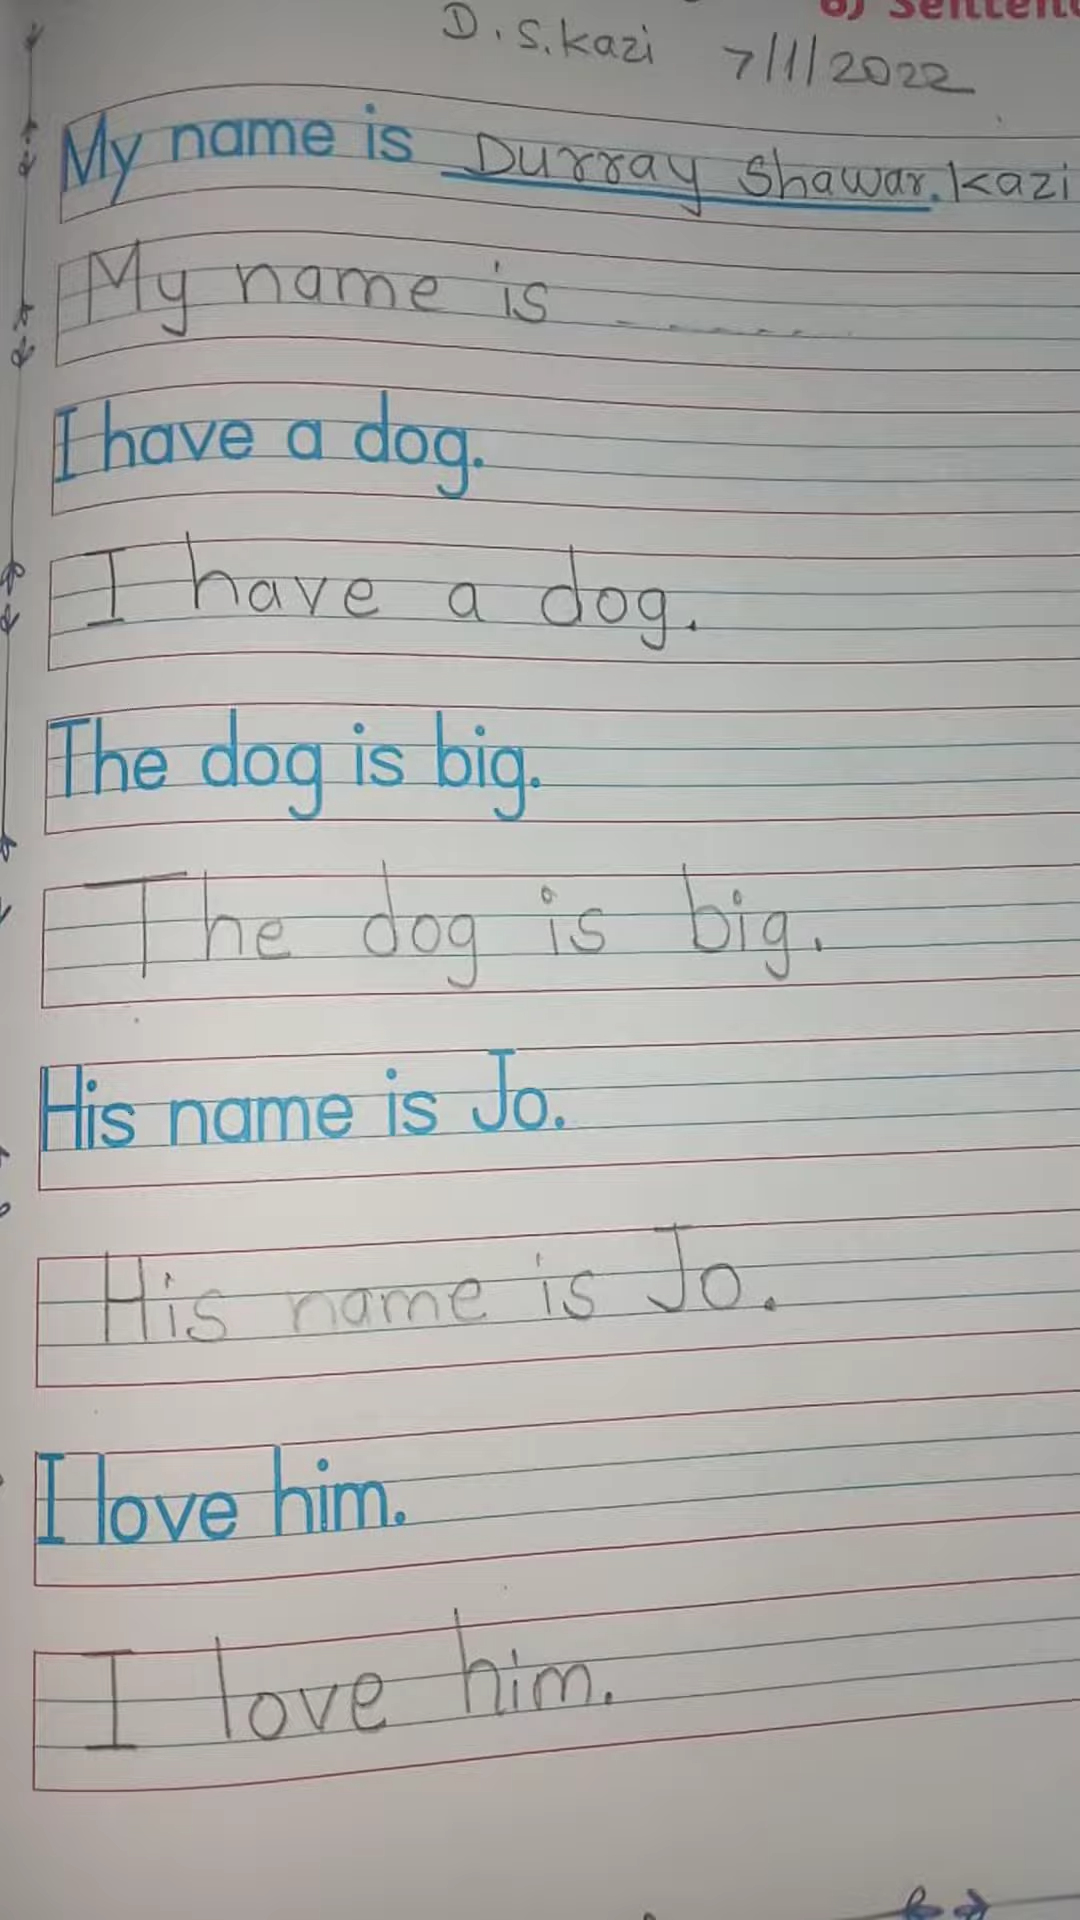 D. S. Kazi 7/1/2022
My name is Durray Shawar. Kazi
My name is ......
I have a dog.
I have a dog.
The dog is big.
The dog is big.
His name is Jo.
His name is Jo.
I love him.
I love him.